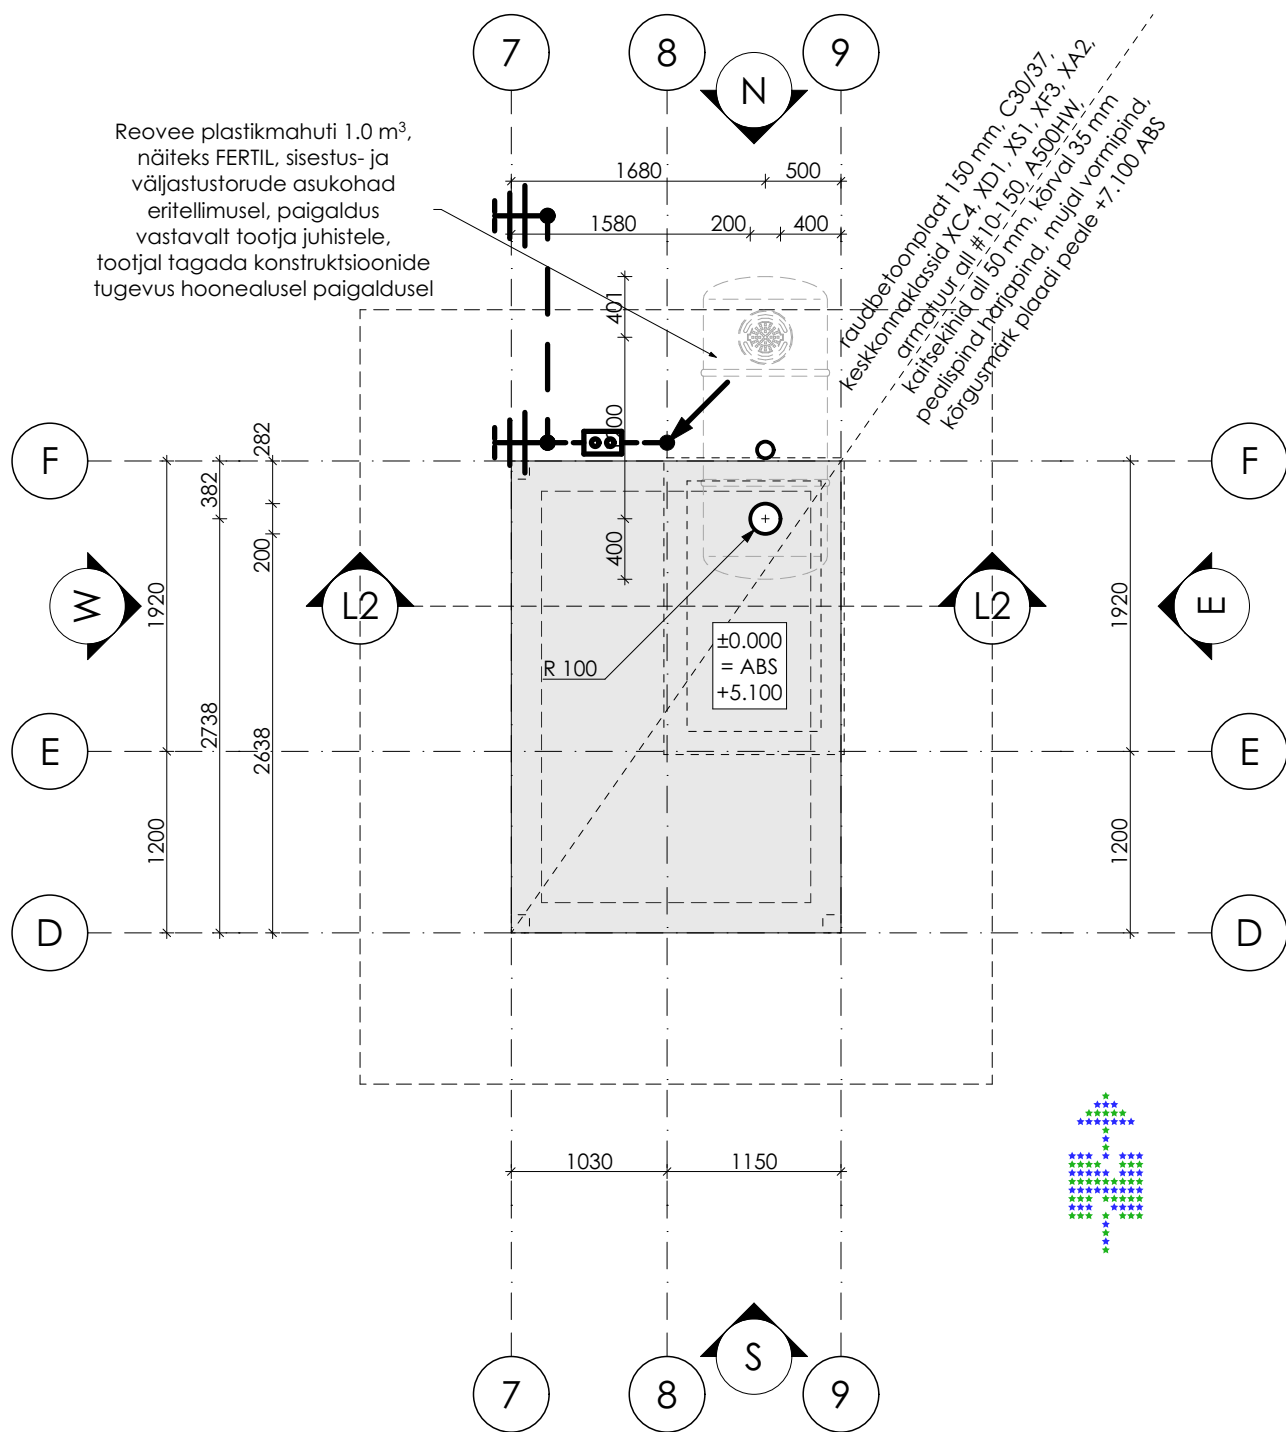 7
8
9
N
Reovee plastikmahuti 1.0 m³,
näiteks FERTIL, sisestus- ja
väljastustorude asukohad
eritellimusel, paigaldus
vastavalt tootja juhistele,
tootjal tagada konstruktsioonide
tugevus hoonealusel paigaldusel
raudbetoonplaat 150 mm, C30/37,
keskkonnaklassid XC4, XD1, XS1, XF3, XA2,
armatuur all #10-150, A500HW,
kaitsekihid all 50 mm, kõrval 35 mm
pealispind harjapind, mujal vormipind,
kõrgusmärk plaadi peale +7.100 ABS
1680
500
1580
200
400
401
400
F
F
282
382
200
1920
1920
W
L2
L2
E
R 100
±0.000
= ABS
+5.100
2738
2638
E
E
1200
1200
D
D
1030
1150
S
7
8
9